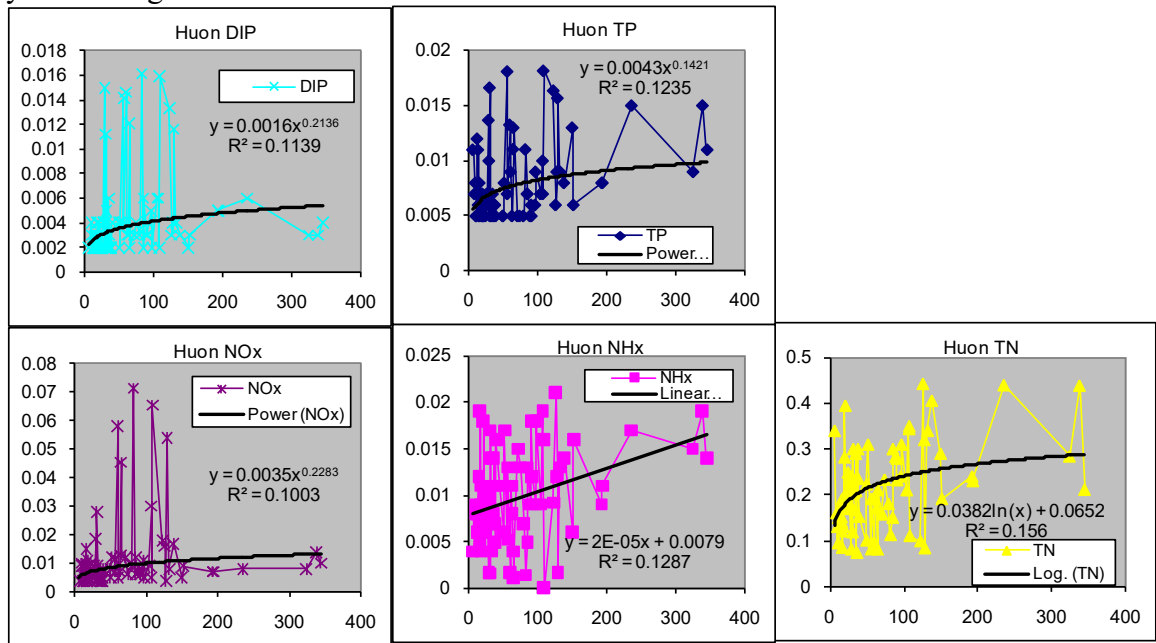 Huon DIP
0.018
0.016
0.014
0.012
0.01
0.008
0.006
0.004
0.002
0
DIP
y = 0.0016x^0.2136
R² = 0.1139
0 100 200 300 400
Huon TP
0.02
0.015
0.01
0.005
0
y = 0.0043x^0.1421
R² = 0.1235
TP
Power...
0 100 200 300 400
Huon NOx
0.08
0.07
0.06
0.05
0.04
0.03
0.02
0.01
0
NOx
Power (NOx)
y = 0.0035x^0.2283
R² = 0.1003
0 100 200 300 400
Huon NHx
0.025
0.02
0.015
0.01
0.005
0
NHx
Linear...
y = 2E-05x + 0.0079
R² = 0.1287
0 100 200 300 400
Huon TN
0.5
0.4
0.3
0.2
0.1
0
y = 0.0382ln(x) + 0.0652
R² = 0.156
TN
Log. (TN)
0 100 200 300 400